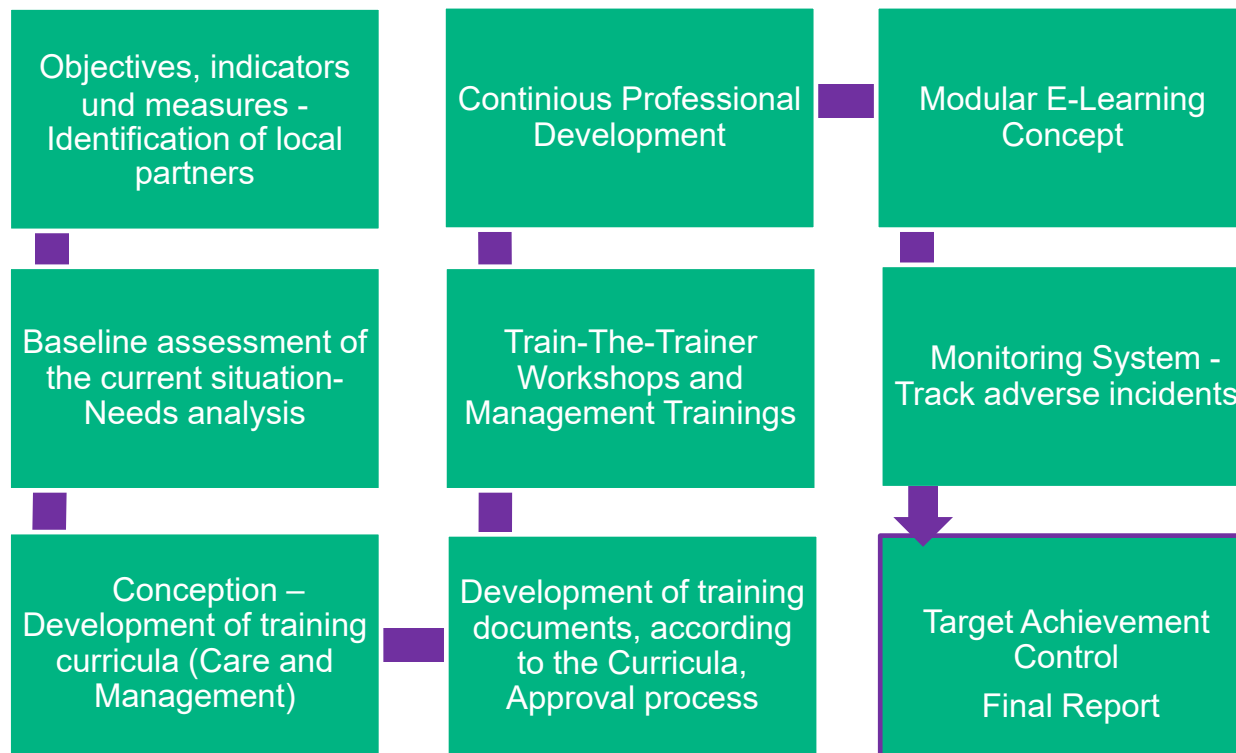 Objectives, indicators
und measures -
Identification of local
partners
Baseline assessment of
the current situation-
Needs analysis
Conception –
Development of training
curricula (Care and
Management)
Development of training
documents, according
to the Curricula,
Approval process
Train-The-Trainer
Workshops and
Management Trainings
Continious Professional
Development
Modular E-Learning
Concept
Monitoring System -
Track adverse incidents
Target Achievement
Control
Final Report